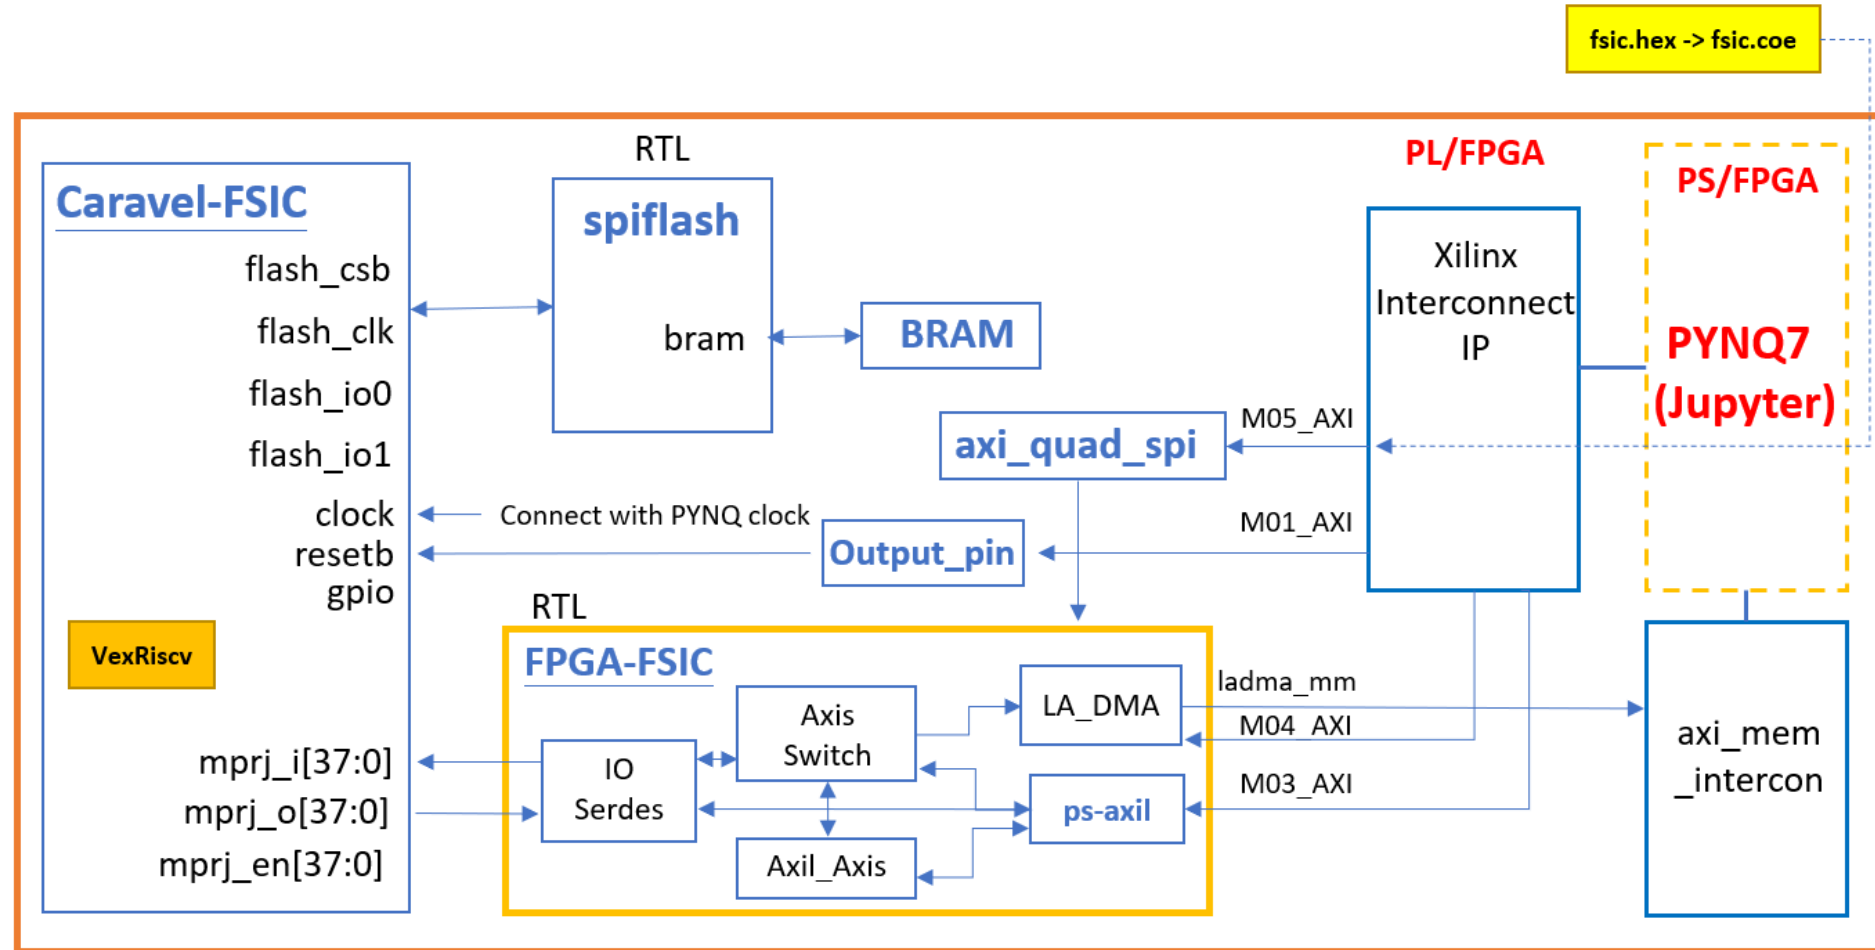 fsic.hex -> fsic.coe
RTL
PL/FPGA
PS/FPGA
Caravel-FSIC
spiflash
flash_csb
flash_clk
flash_io0
flash_io1
clock
resetb
gpio
bram
BRAM
Xilinx
Interconnect
IP
PYNQ7
(Jupyter)
axi_quad_spi
M05_AXI
Connect with PYNQ clock
M01_AXI
Output_pin
RTL
VexRiscv
FPGA-FSIC
LA_DMA
ladma_mm
M04_AXI
Axis
Switch
IO
Serdes
ps-axil
M03_AXI
Axil_Axis
axi_mem
_intercon
mprj_i[37:0]
mprj_o[37:0]
mprj_en[37:0]